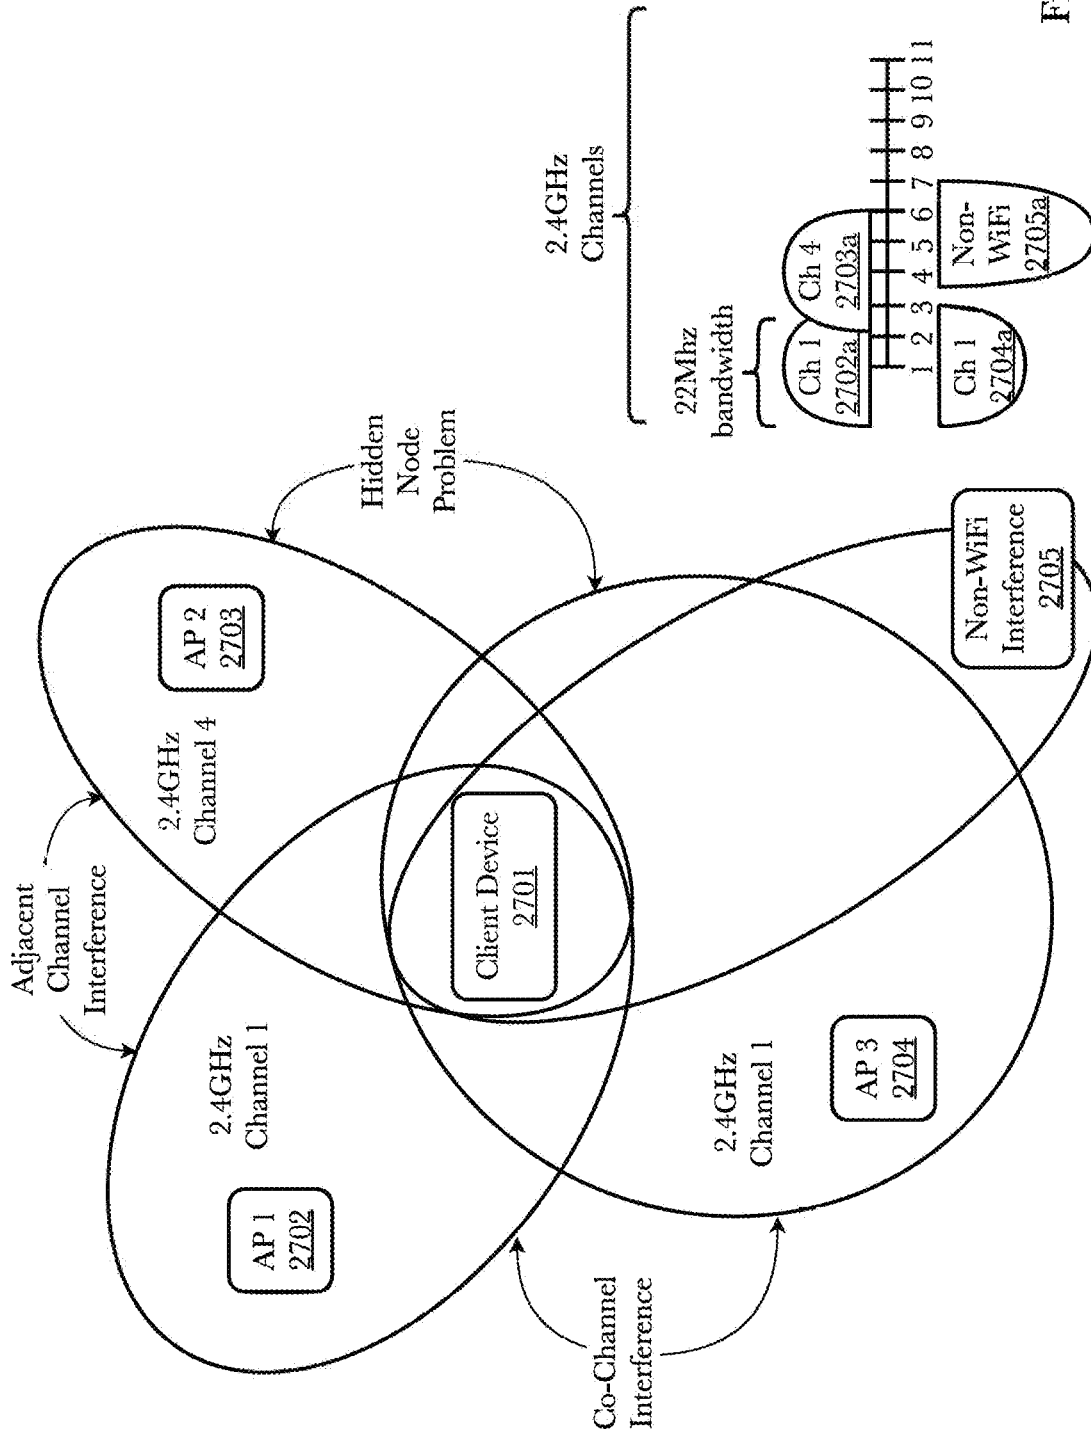 Adjacent
Channel
Interference
2.4GHz
Channel 4
AP 2
2703
2.4GHz
Channel 1
AP 1
2702
Hidden
Node
Problem
Client Device
2701
Co-Channel
Interference
2.4GHz
Channel 1
AP 3
2704
Non-WiFi
Interference
2705
2.4GHz
Channels
22Mhz
bandwidth
Ch 1
2702a
Ch 4
2703a
1 2 3 4 5 6 7 8 9 10 11
Ch 1
2704a
Non-
WiFi
2705a